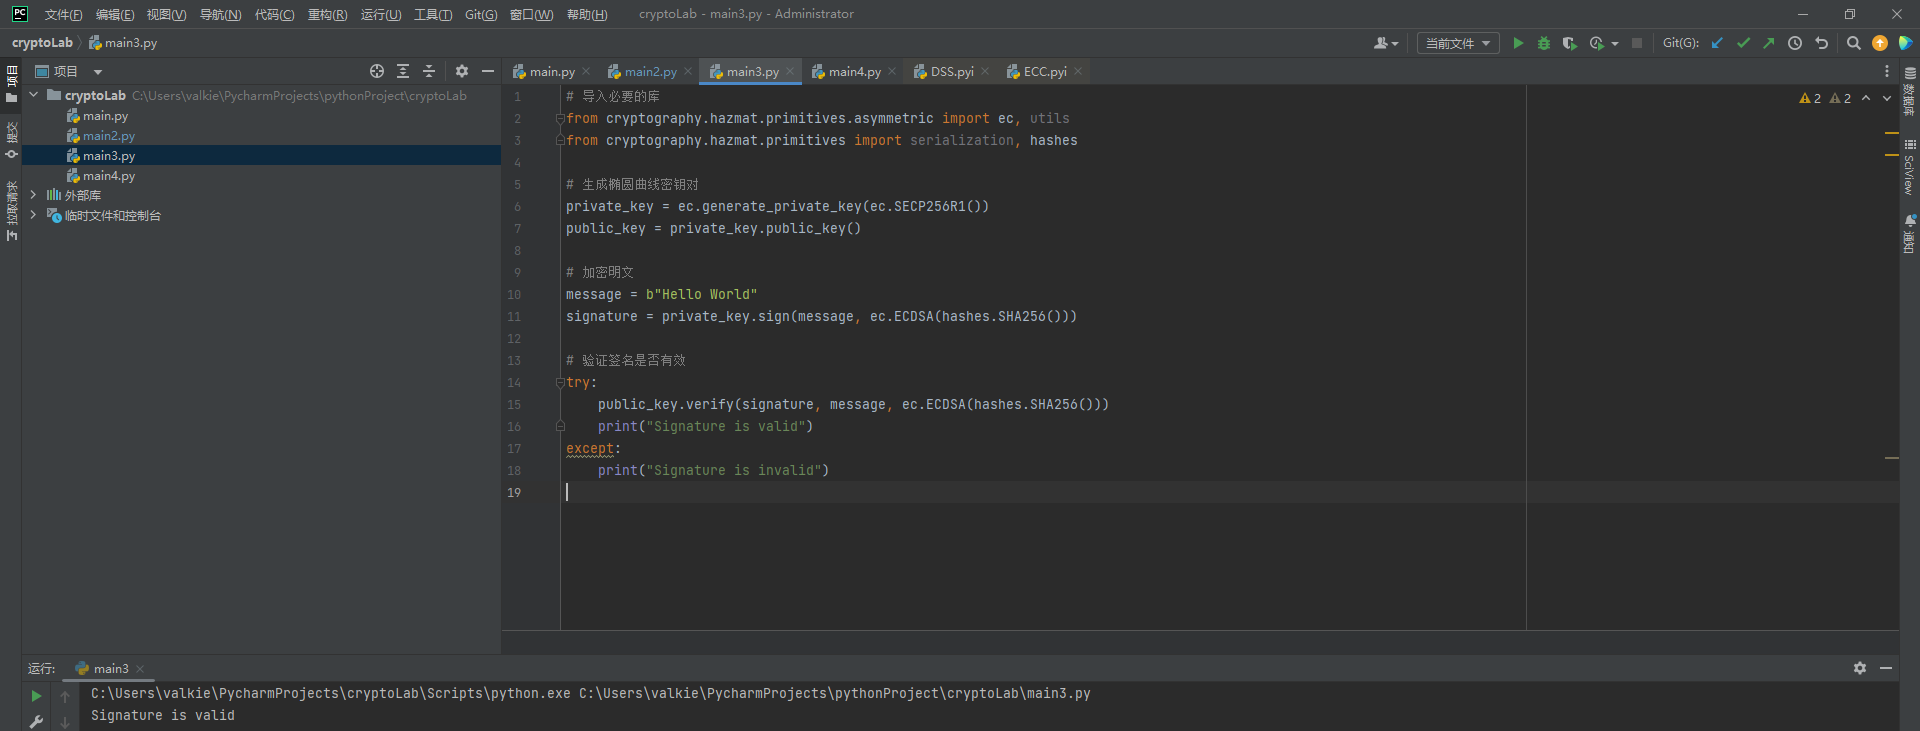 PC 文件(F) 编辑(E) 视图(V) 导航(N) 代码(C) 重构(R) 运行(U) 工具(T) Git(G) 窗口(W) 帮助(H) cryptoLab - main3.py - Administrator
cryptoLab main3.py 当前文件 Git(G):
项目
提交
拉取请求
项目
cryptoLab C:\Users\valkie\PycharmProjects\pythonProject\cryptoLab
main.py
main2.py
main3.py
main4.py
外部库
临时文件和控制台
main.py main2.py main3.py main4.py DSS.pyi ECC.pyi
2 2
1 # 导入必要的库
2 from cryptography.hazmat.primitives.asymmetric import ec, utils
3 from cryptography.hazmat.primitives import serialization, hashes
4
5 # 生成椭圆曲线密钥对
6 private_key = ec.generate_private_key(ec.SECP256R1())
7 public_key = private_key.public_key()
8
9 # 加密明文
10 message = b"Hello World"
11 signature = private_key.sign(message, ec.ECDSA(hashes.SHA256()))
12
13 # 验证签名是否有效
14 try:
15 public_key.verify(signature, message, ec.ECDSA(hashes.SHA256()))
16 print("Signature is valid")
17 except:
18 print("Signature is invalid")
19
数据库
SciView
通知
运行: main3
C:\Users\valkie\PycharmProjects\cryptoLab\Scripts\python.exe C:\Users\valkie\PycharmProjects\pythonProject\cryptoLab\main3.py
Signature is valid